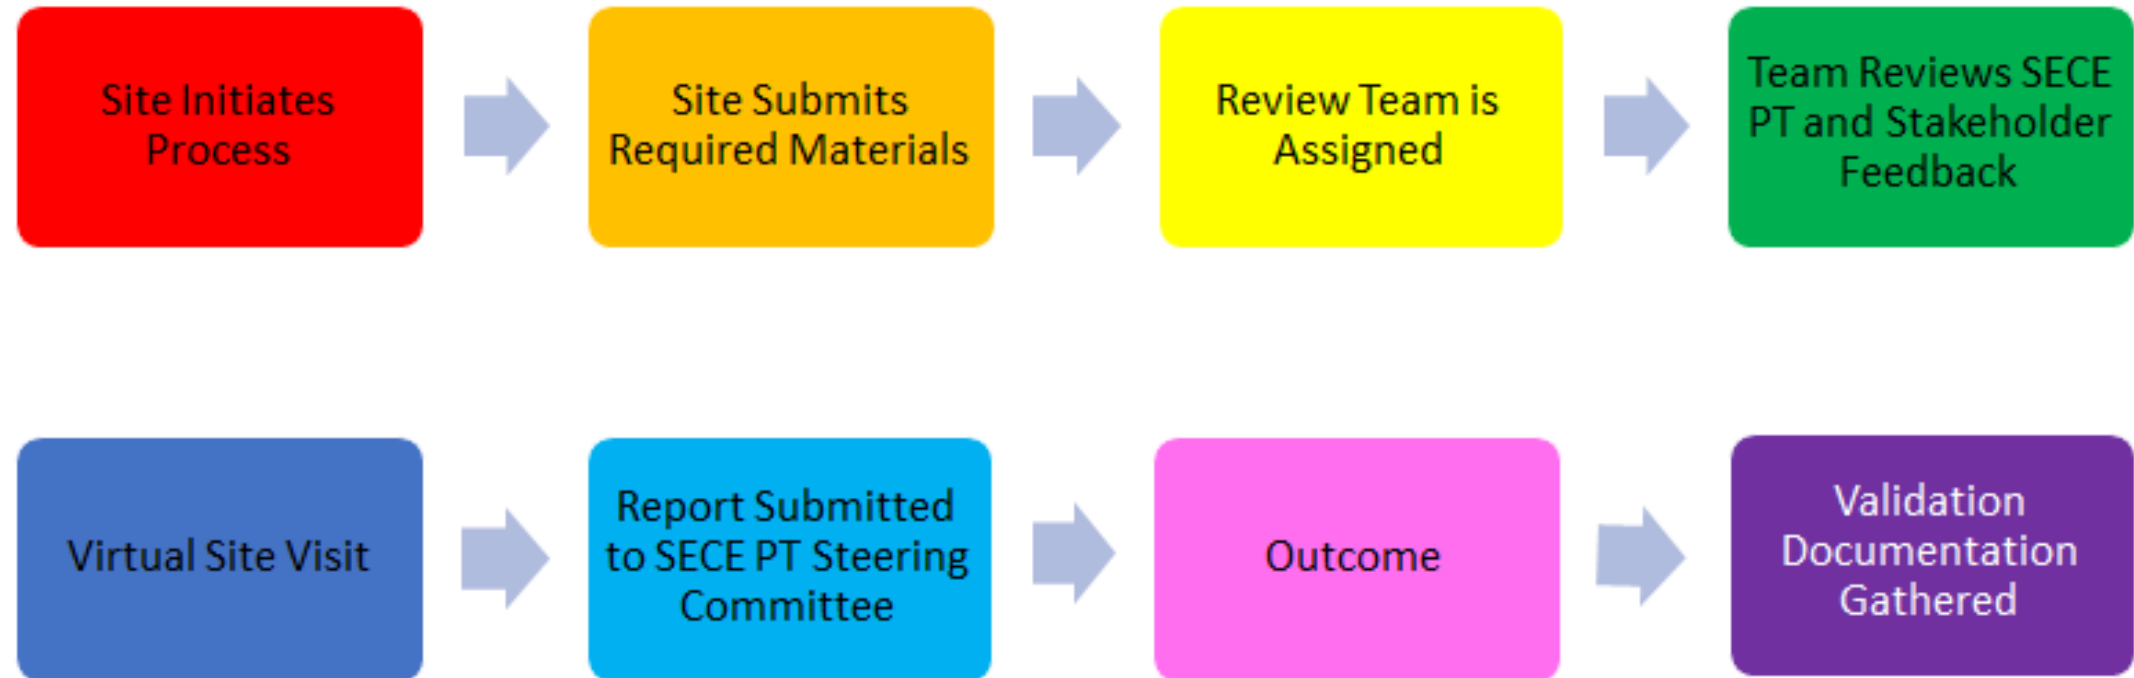 Site Initiates
Process
Site Submits
Required Materials
Review Team is
Assigned
Team Reviews SECE
PT and Stakeholder
Feedback
Virtual Site Visit
Report Submitted
to SECE PT Steering
Committee
Outcome
Validation
Documentation
Gathered